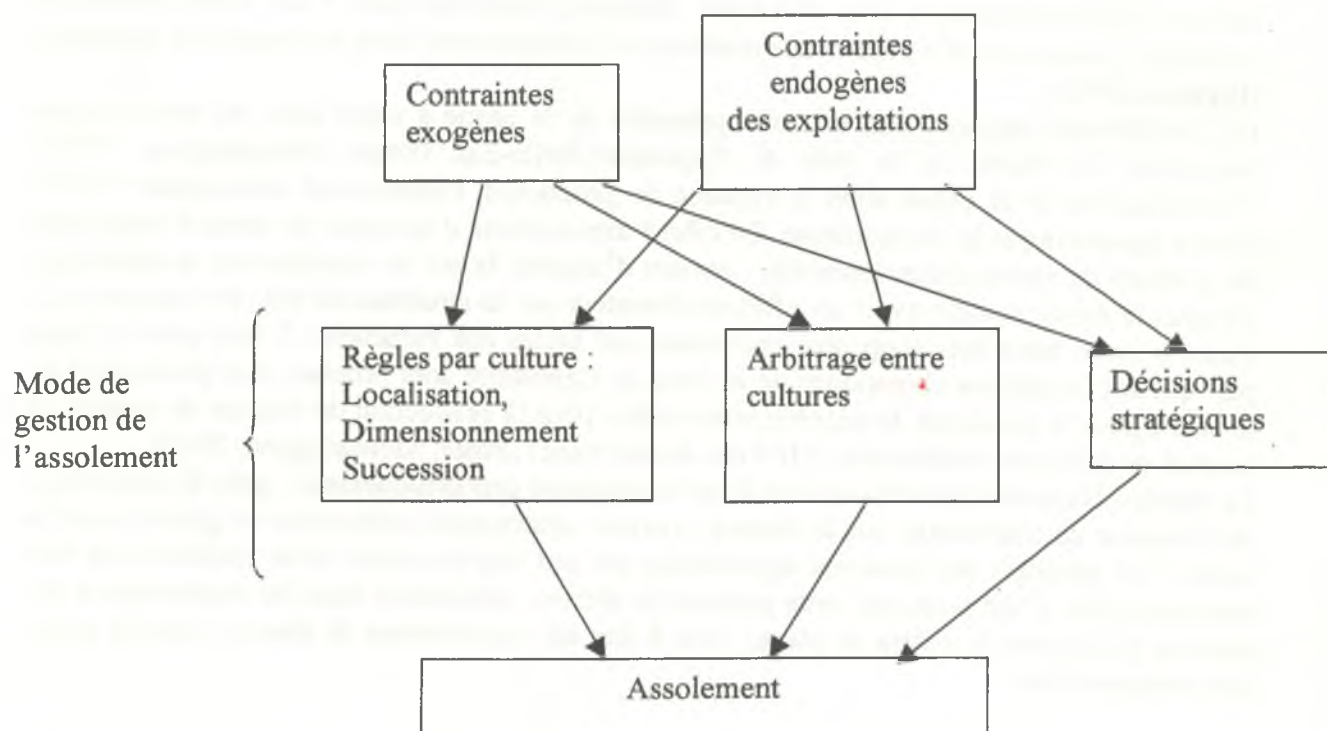 Contraintes
endogènes
des exploitations
Contraintes
exogènes
Mode de
gestion de
l’assolement
Règles par culture :
Localisation,
Dimensionnement
Succession
Arbitrage entre
cultures
Décisions
stratégiques
Assolement